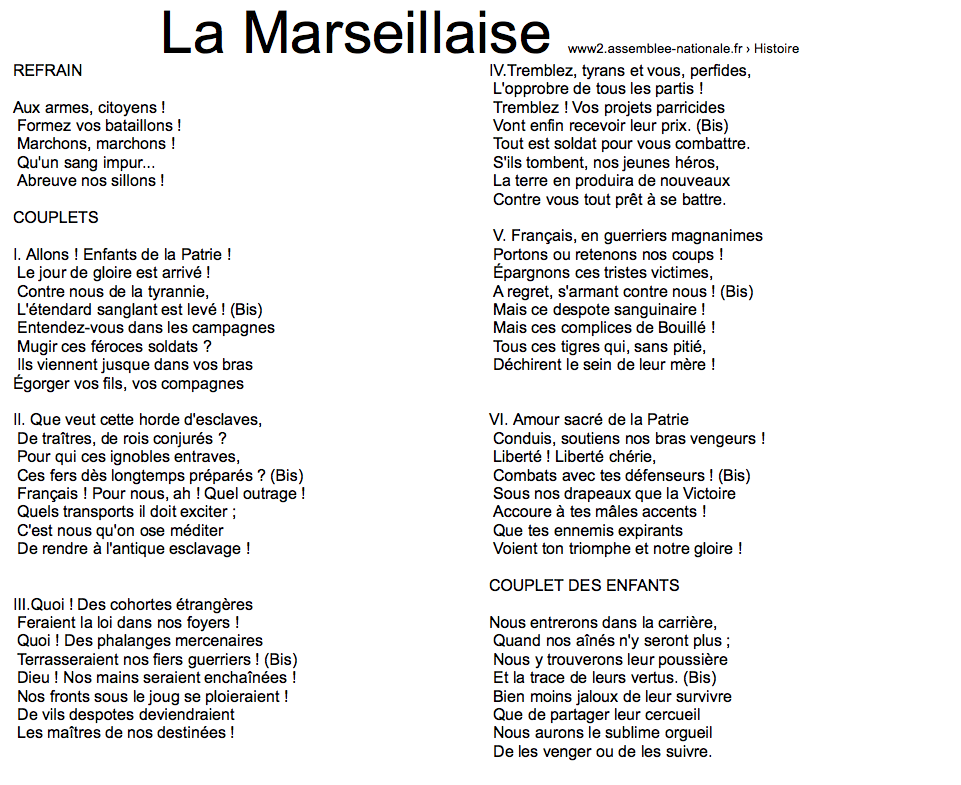 La Marseillaise www2.assemblee-nationale.fr › Histoire
REFRAIN
Aux armes, citoyens !
Formez vos bataillons !
Marchons, marchons !
Qu'un sang impur...
Abreuve nos sillons !
COUPLETS
I. Allons ! Enfants de la Patrie !
Le jour de gloire est arrivé !
Contre nous de la tyrannie,
L'étendard sanglant est levé ! (Bis)
Entendez-vous dans les campagnes
Mugir ces féroces soldats ?
Ils viennent jusque dans vos bras
Égorger vos fils, vos compagnes
II. Que veut cette horde d'esclaves,
De traîtres, de rois conjurés ?
Pour qui ces ignobles entraves,
Ces fers dès longtemps préparés ? (Bis)
Français ! Pour nous, ah ! Quel outrage !
Quels transports il doit exciter ;
C'est nous qu'on ose méditer
De rendre à l'antique esclavage !
III.Quoi ! Des cohortes étrangères
Feraient la loi dans nos foyers !
Quoi ! Des phalanges mercenaires
Terrasseraient nos fiers guerriers ! (Bis)
Dieu ! Nos mains seraient enchaînées !
Nos fronts sous le joug se ploieraient !
De vils despotes deviendraient
Les maîtres de nos destinées !
IV.Tremblez, tyrans et vous, perfides,
L'opprobre de tous les partis !
Tremblez ! Vos projets parricides
Vont enfin recevoir leur prix. (Bis)
Tout est soldat pour vous combattre.
S'ils tombent, nos jeunes héros,
La terre en produira de nouveaux
Contre vous tout prêt à se battre.
V. Français, en guerriers magnanimes
Portons ou retenons nos coups !
Épargnons ces tristes victimes,
A regret, s'armant contre nous ! (Bis)
Mais ce despote sanguinaire !
Mais ces complices de Bouillé !
Tous ces tigres qui, sans pitié,
Déchirent le sein de leur mère !
VI. Amour sacré de la Patrie
Conduis, soutiens nos bras vengeurs !
Liberté ! Liberté chérie,
Combats avec tes défenseurs ! (Bis)
Sous nos drapeaux que la Victoire
Accoure à tes mâles accents !
Que tes ennemis expirants
Voient ton triomphe et notre gloire !
COUPLET DES ENFANTS
Nous entrerons dans la carrière,
Quand nos aînés n'y seront plus ;
Nous y trouverons leur poussière
Et la trace de leurs vertus. (Bis)
Bien moins jaloux de leur survivre
Que de partager leur cercueil
Nous aurons le sublime orgueil
De les venger ou de les suivre.